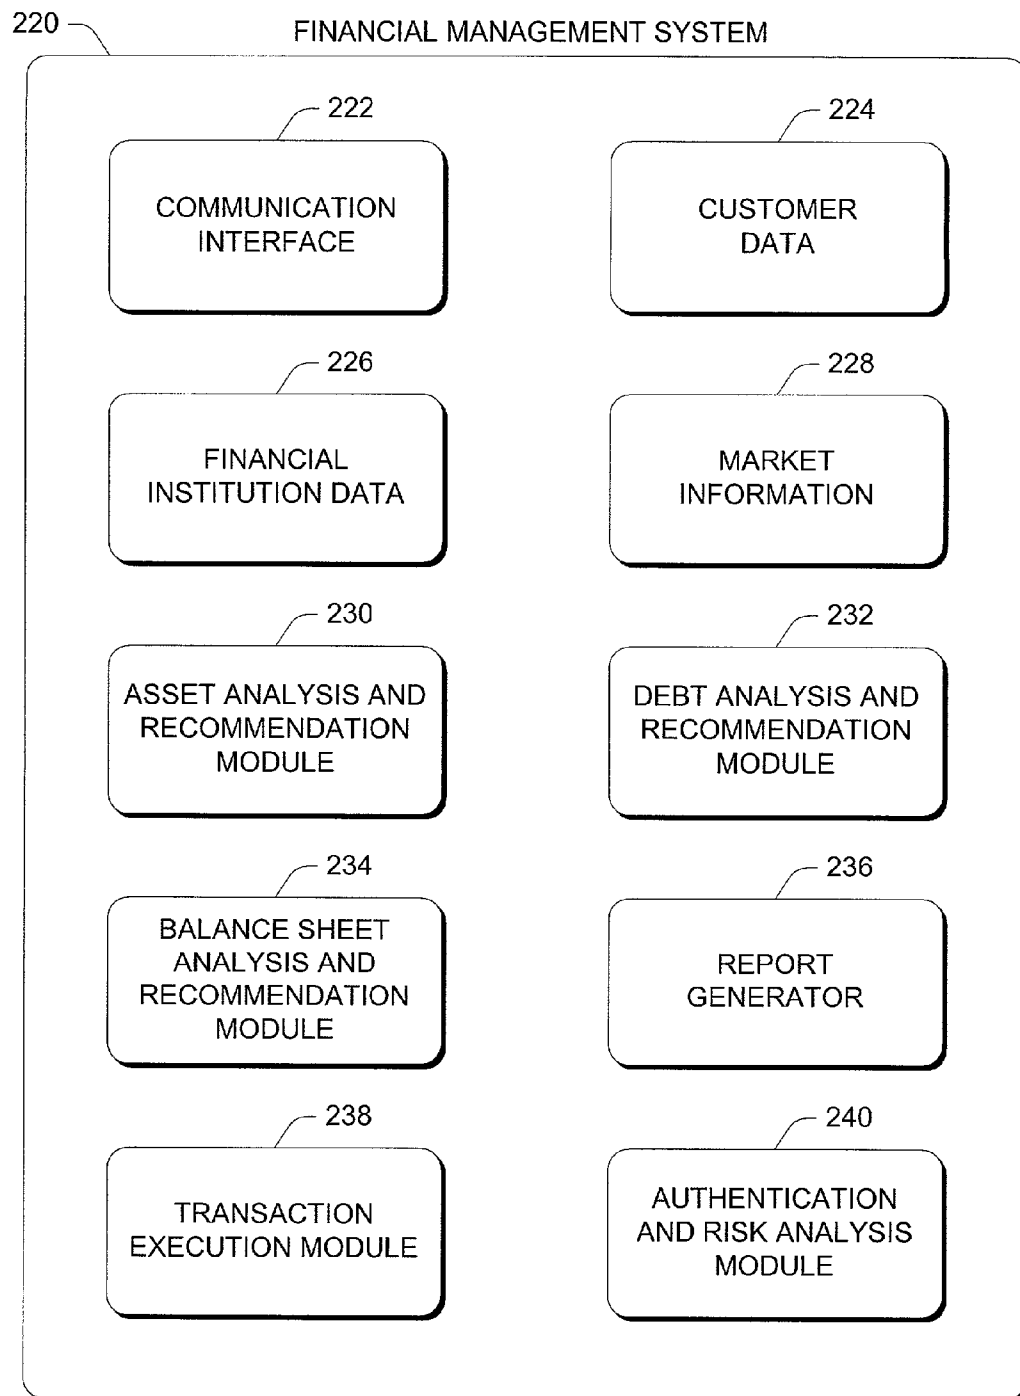 220
FINANCIAL MANAGEMENT SYSTEM
222
COMMUNICATION
INTERFACE
224
CUSTOMER
DATA
226
FINANCIAL
INSTITUTION DATA
228
MARKET
INFORMATION
230
ASSET ANALYSIS AND
RECOMMENDATION
MODULE
232
DEBT ANALYSIS AND
RECOMMENDATION
MODULE
234
BALANCE SHEET
ANALYSIS AND
RECOMMENDATION
MODULE
236
REPORT
GENERATOR
238
TRANSACTION
EXECUTION MODULE
240
AUTHENTICATION
AND RISK ANALYSIS
MODULE